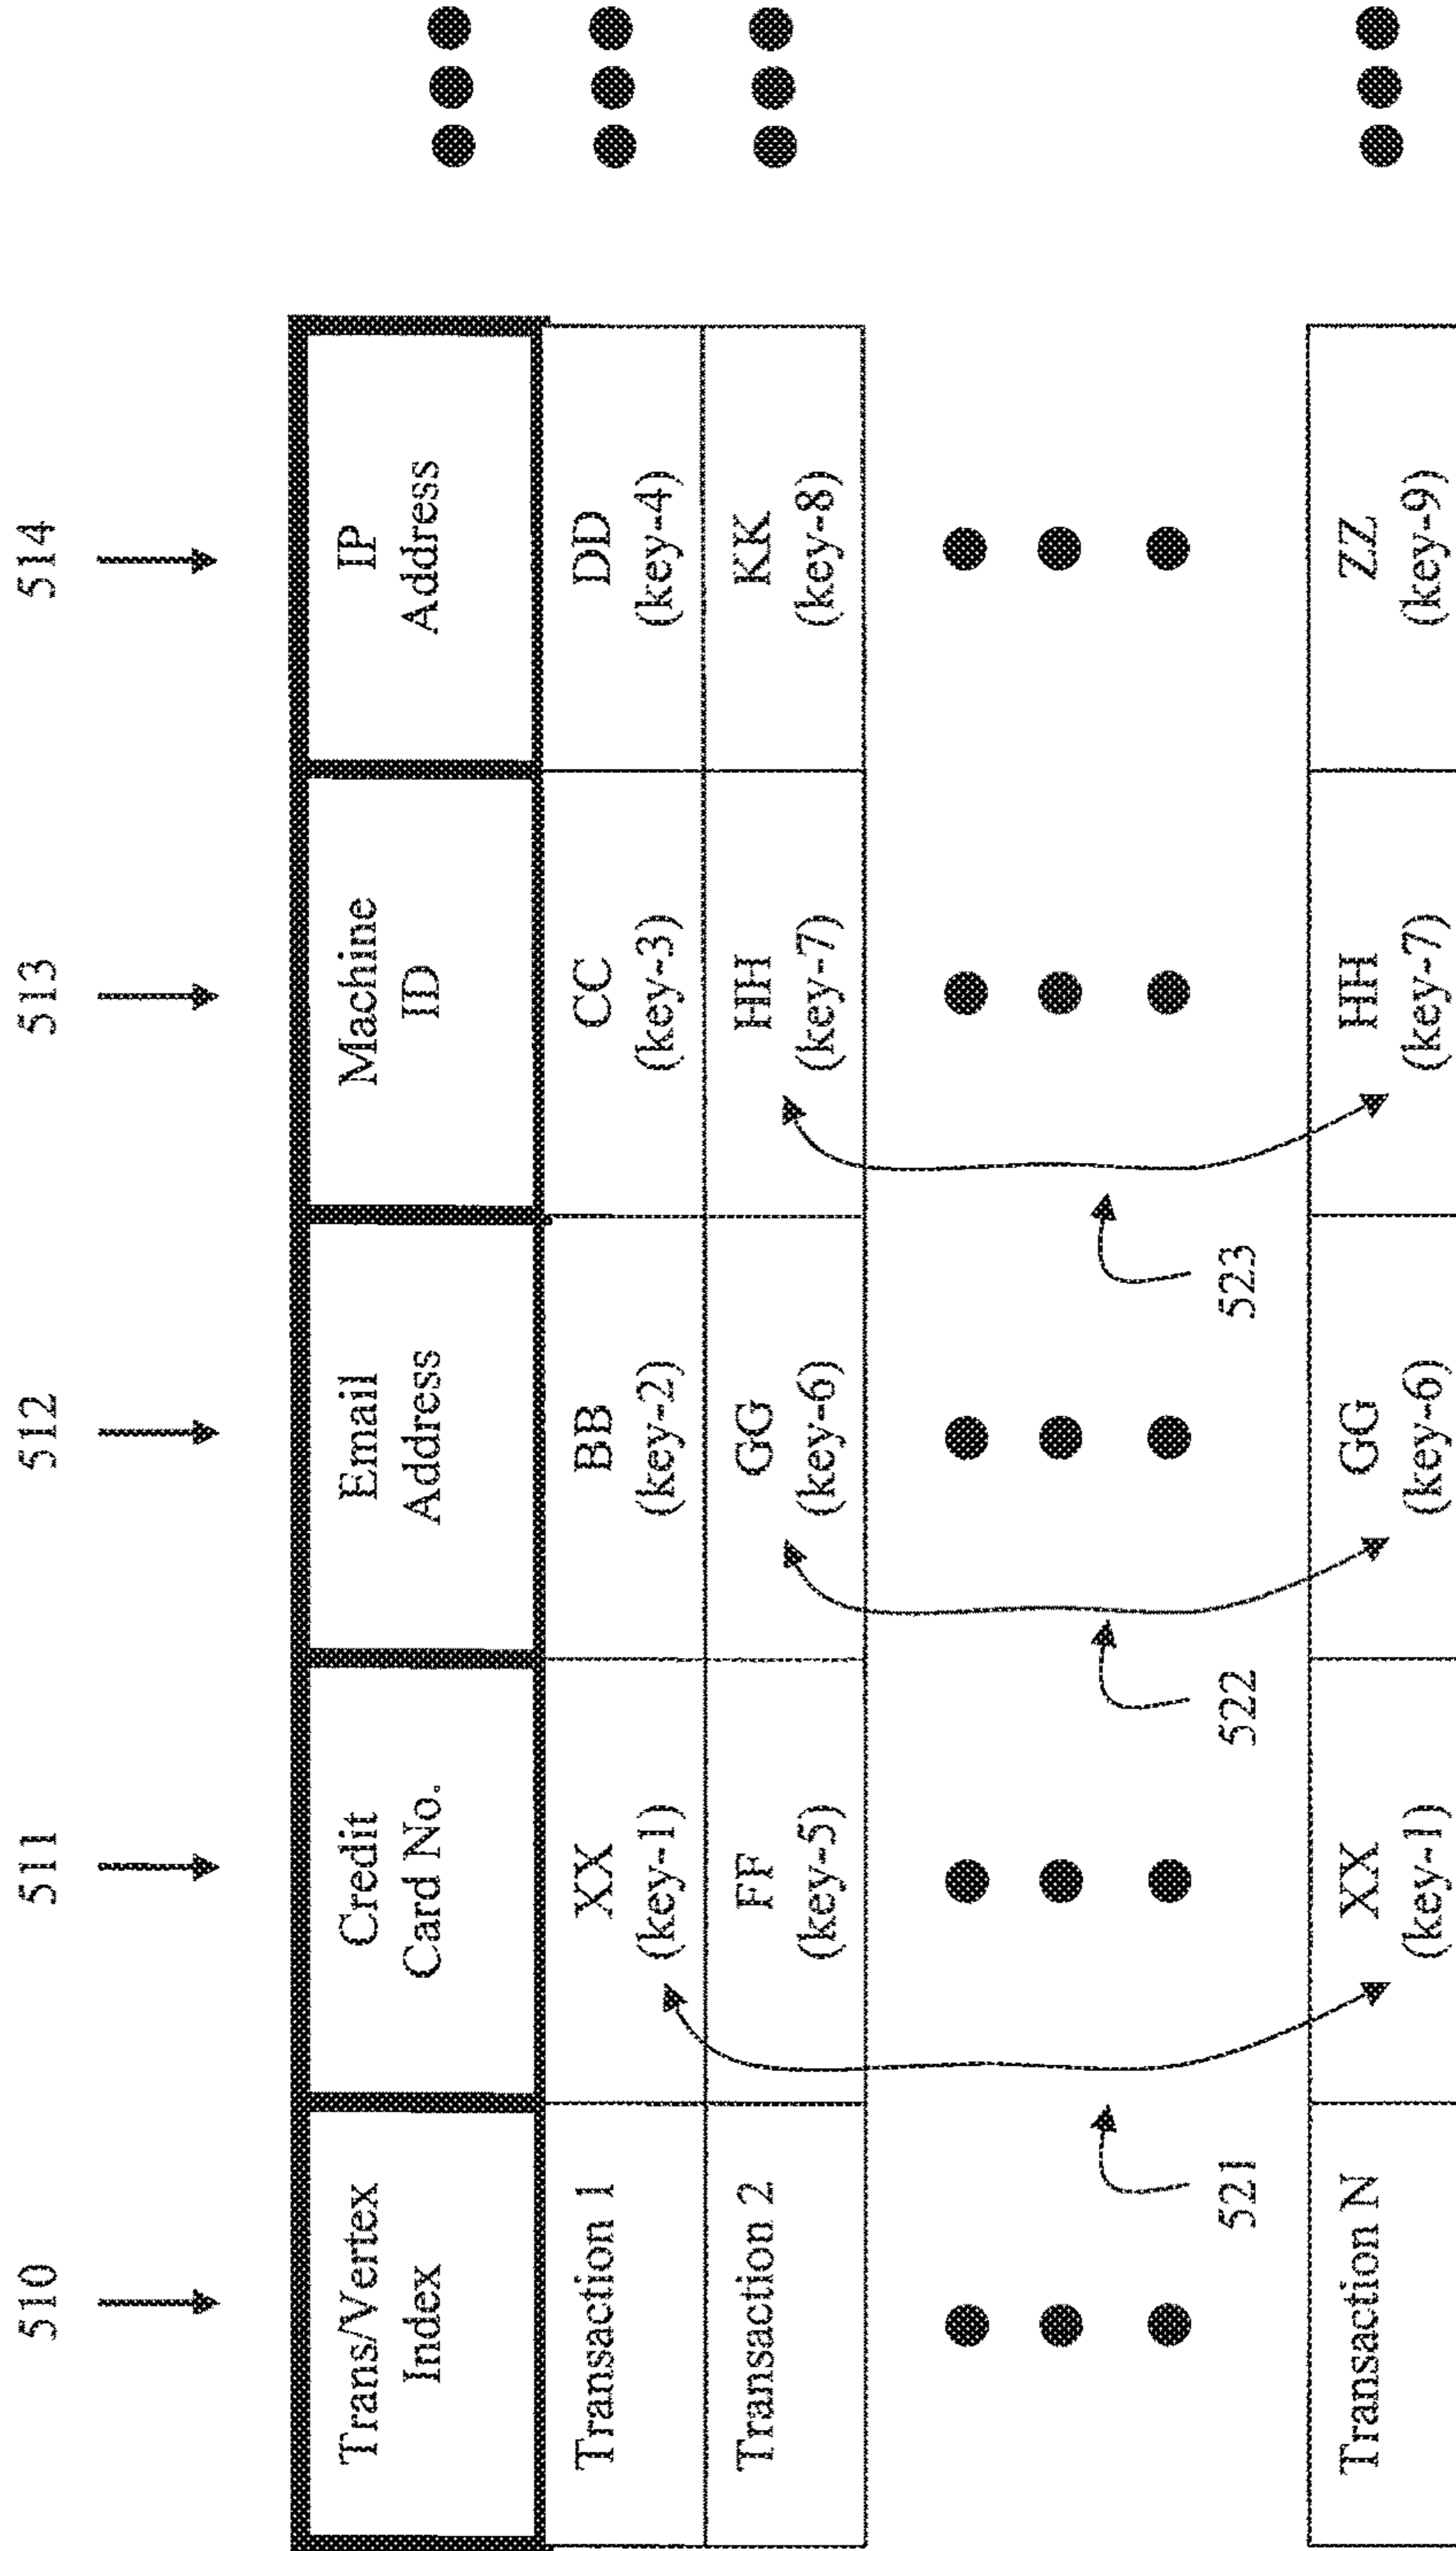 510
511
512
513
514
Trans/Vertex
Index
Credit
Card No.
Email
Address
Machine
ID
IP
Address
Transaction 1
XX
(key-1)
BB
(key-2)
CC
(key-3)
DD
(key-4)
Transaction 2
FF
(key-5)
GG
(key-6)
HH
(key-7)
KK
(key-8)
521
522
523
Transaction N
XX
(key-1)
GG
(key-6)
HH
(key-7)
ZZ
(key-9)